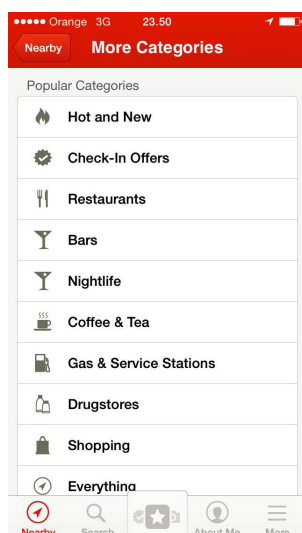 Orange 3G 23.50
Nearby More Categories
Popular Categories
Hot and New
Check-In Offers
Restaurants
Bars
Nightlife
Coffee & Tea
Gas & Service Stations
Drugstores
Shopping
Everything
Nearby Search About Me More